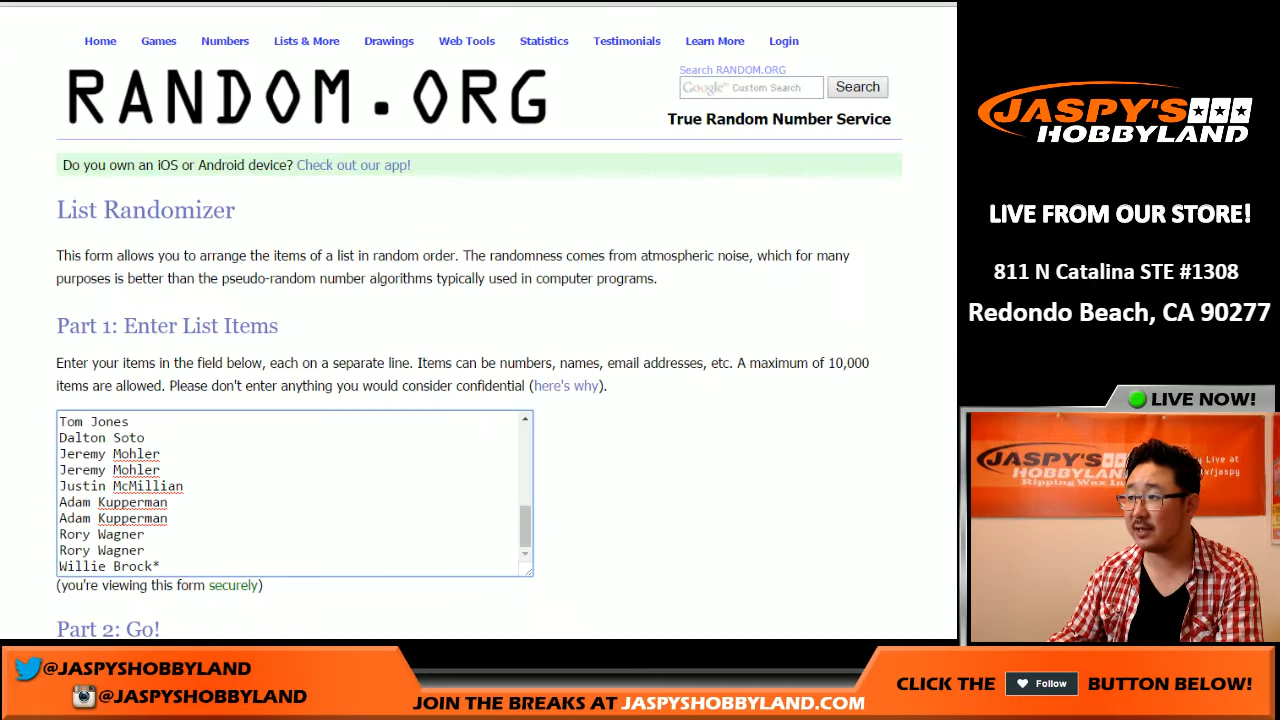 Home Games Numbers Lists & More Drawings Web Tools Statistics Testimonials Learn More Login
RANDOM.ORG
Search RANDOM.ORG
Google™ Custom Search Search
True Random Number Service
Do you own an iOS or Android device? Check out our app!
List Randomizer
This form allows you to arrange the items of a list in random order. The randomness comes from atmospheric noise, which for many
purposes is better than the pseudo-random number algorithms typically used in computer programs.
Part 1: Enter List Items
Enter your items in the field below, each on a separate line. Items can be numbers, names, email addresses, etc. A maximum of 10,000
items are allowed. Please don't enter anything you would consider confidential (here's why).
Tom Jones
Dalton Soto
Jeremy Mohler
Jeremy Mohler
Justin McMillian
Adam Kupperman
Adam Kupperman
Rory Wagner
Rory Wagner
Willie Brock*
(you're viewing this form securely)
Part 2: Go!
JASPY'S
HOBBYLAND
LIVE FROM OUR STORE!
811 N Catalina STE #1308
Redondo Beach, CA 90277
LIVE NOW!
JASPY'S
HOBBYLAND
Ripping Wax
Live at
tv/jaspy
@JASPYSHOBBYLAND
@JASPYSHOBBYLAND
JOIN THE BREAKS AT JASPYSHOBBYLAND.COM
CLICK THE Follow BUTTON BELOW!